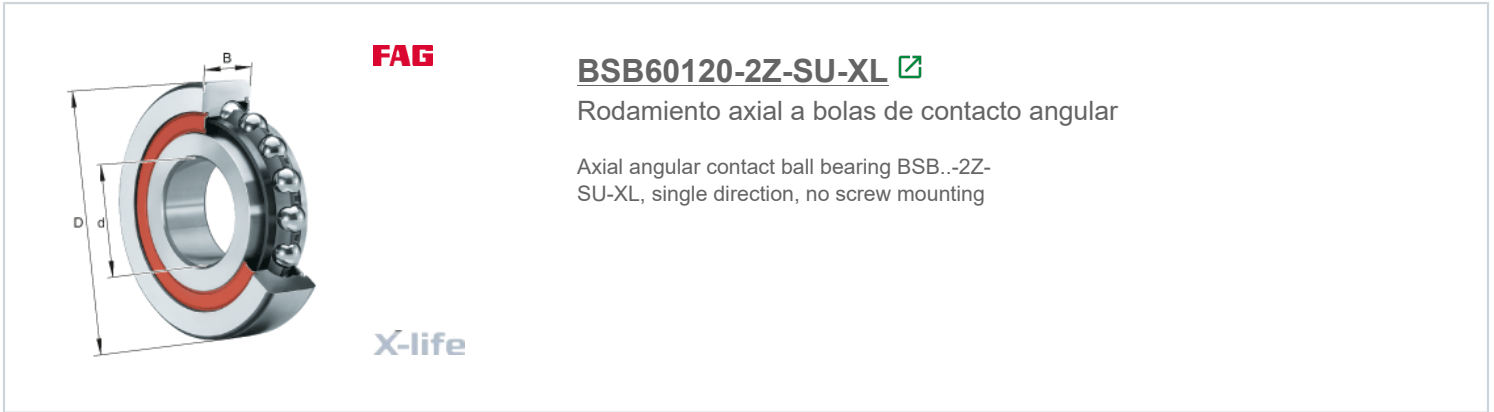 B
D
d
FAG
X-life
BSB60120-2Z-SU-XL
Rodamiento axial a bolas de contacto angular
Axial angular contact ball bearing BSB..-2Z-
SU-XL, single direction, no screw mounting